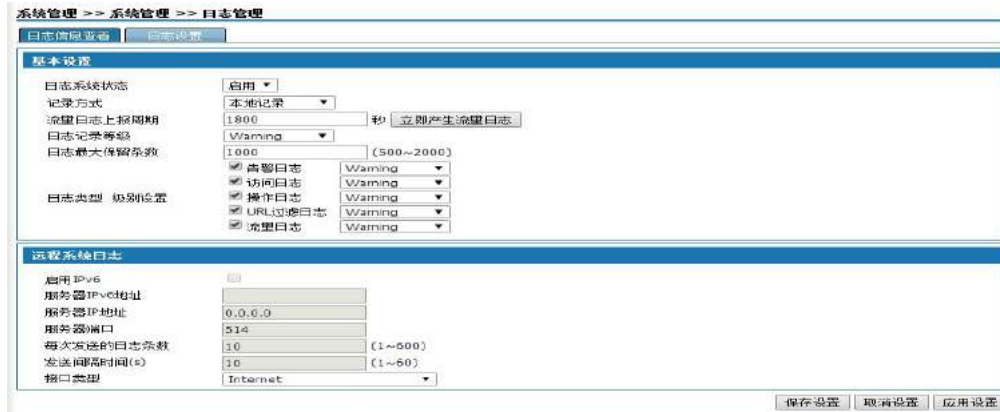 系统管理 >> 系统管理 >> 日志管理
日志信息查看 日志设置
基本设置
日志系统状态 启用
记录方式 本地记录
流量日志上报周期 1800 秒 立即产生流量日志
日志记录等级 Warning
日志最大保留条数 1000 (500~2000)
告警日志 Warning
访问日志 Warning
日志类型 级别设置 操作日志 Warning
URL过滤日志 Warning
流量日志 Warning
远程系统日志
启用IPv6
服务器IPv6地址
服务器IP地址 0.0.0.0
服务器端口 514
每次发送的日志条数 10 (1~600)
发送间隔时间(s) 10 (1~60)
接口类型 Internet
保存设置 取消设置 应用设置